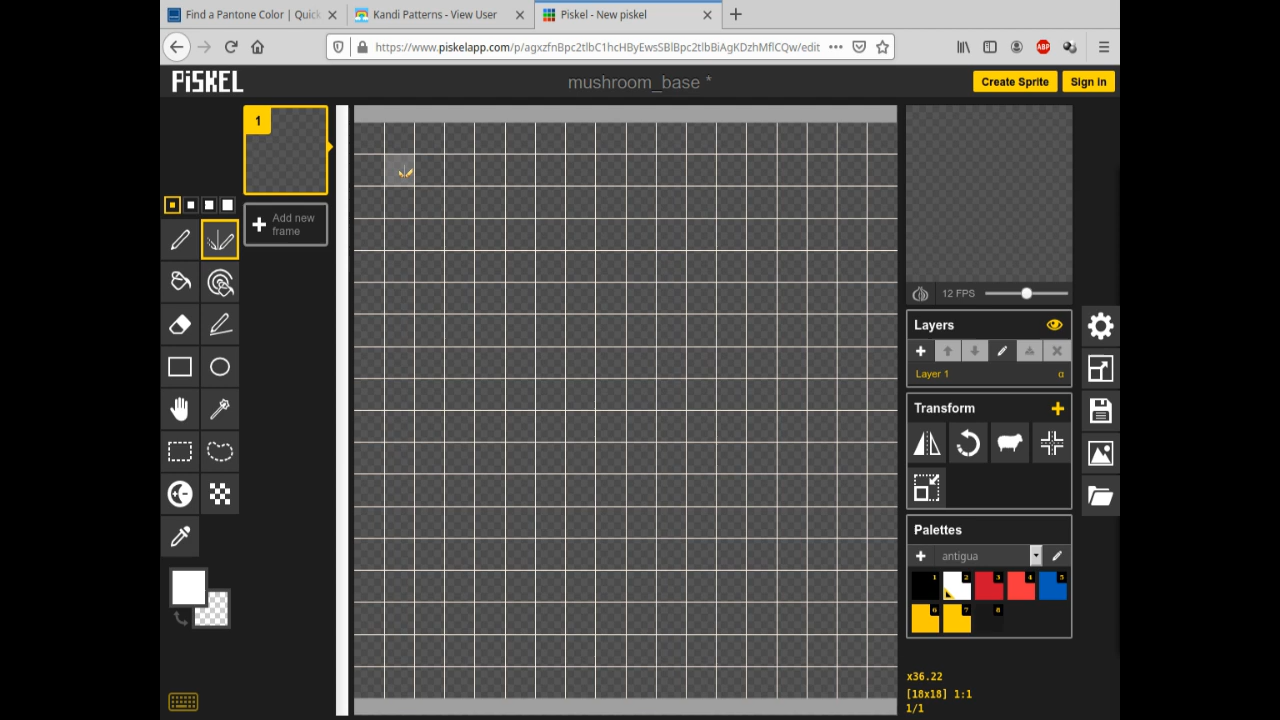 Find a Pantone Color | Quick
Kandi Patterns - View User
Piskel - New piskel
https://www.piskelapp.com/p/agxzfnBpc2tlbC1hcHByEwsSBlBpc2tlbBiAgKDzhMflCQw/edit
ABP
PiSKEL
mushroom_base *
Create Sprite
Sign in
1
Add new
frame
12 FPS
Layers
Layer 1
α
Transform
Palettes
antigua
1 2 3 4 5
6 7 8
x36.22
[18x18] 1:1
1/1